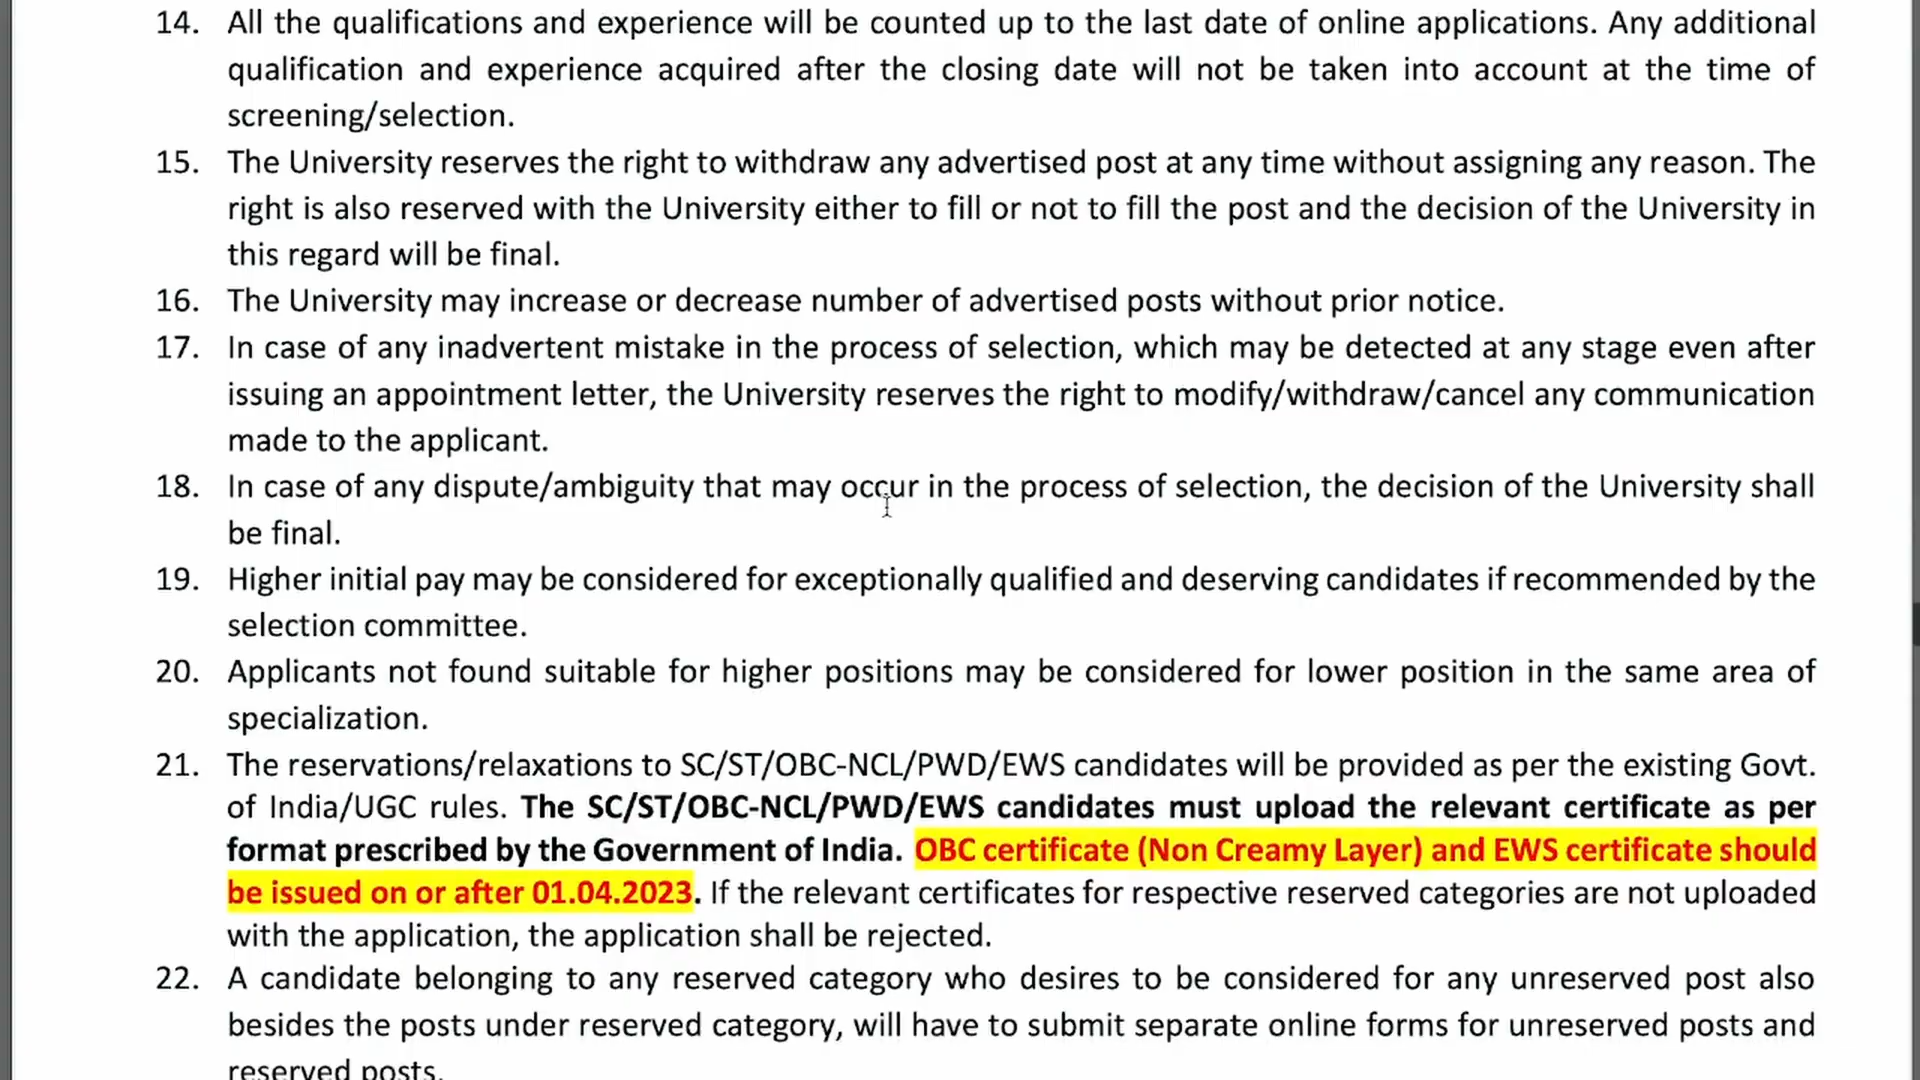 14. All the qualifications and experience will be counted up to the last date of online applications. Any additional
qualification and experience acquired after the closing date will not be taken into account at the time of
screening/selection.
15. The University reserves the right to withdraw any advertised post at any time without assigning any reason. The
right is also reserved with the University either to fill or not to fill the post and the decision of the University in
this regard will be final.
16. The University may increase or decrease number of advertised posts without prior notice.
17. In case of any inadvertent mistake in the process of selection, which may be detected at any stage even after
issuing an appointment letter, the University reserves the right to modify/withdraw/cancel any communication
made to the applicant.
18. In case of any dispute/ambiguity that may occur in the process of selection, the decision of the University shall
be final.
19. Higher initial pay may be considered for exceptionally qualified and deserving candidates if recommended by the
selection committee.
20. Applicants not found suitable for higher positions may be considered for lower position in the same area of
specialization.
21. The reservations/relaxations to SC/ST/OBC-NCL/PWD/EWS candidates will be provided as per the existing Govt.
of India/UGC rules. The SC/ST/OBC-NCL/PWD/EWS candidates must upload the relevant certificate as per
format prescribed by the Government of India. OBC certificate (Non Creamy Layer) and EWS certificate should
be issued on or after 01.04.2023. If the relevant certificates for respective reserved categories are not uploaded
with the application, the application shall be rejected.
22. A candidate belonging to any reserved category who desires to be considered for any unreserved post also
besides the posts under reserved category, will have to submit separate online forms for unreserved posts and
reserved posts.